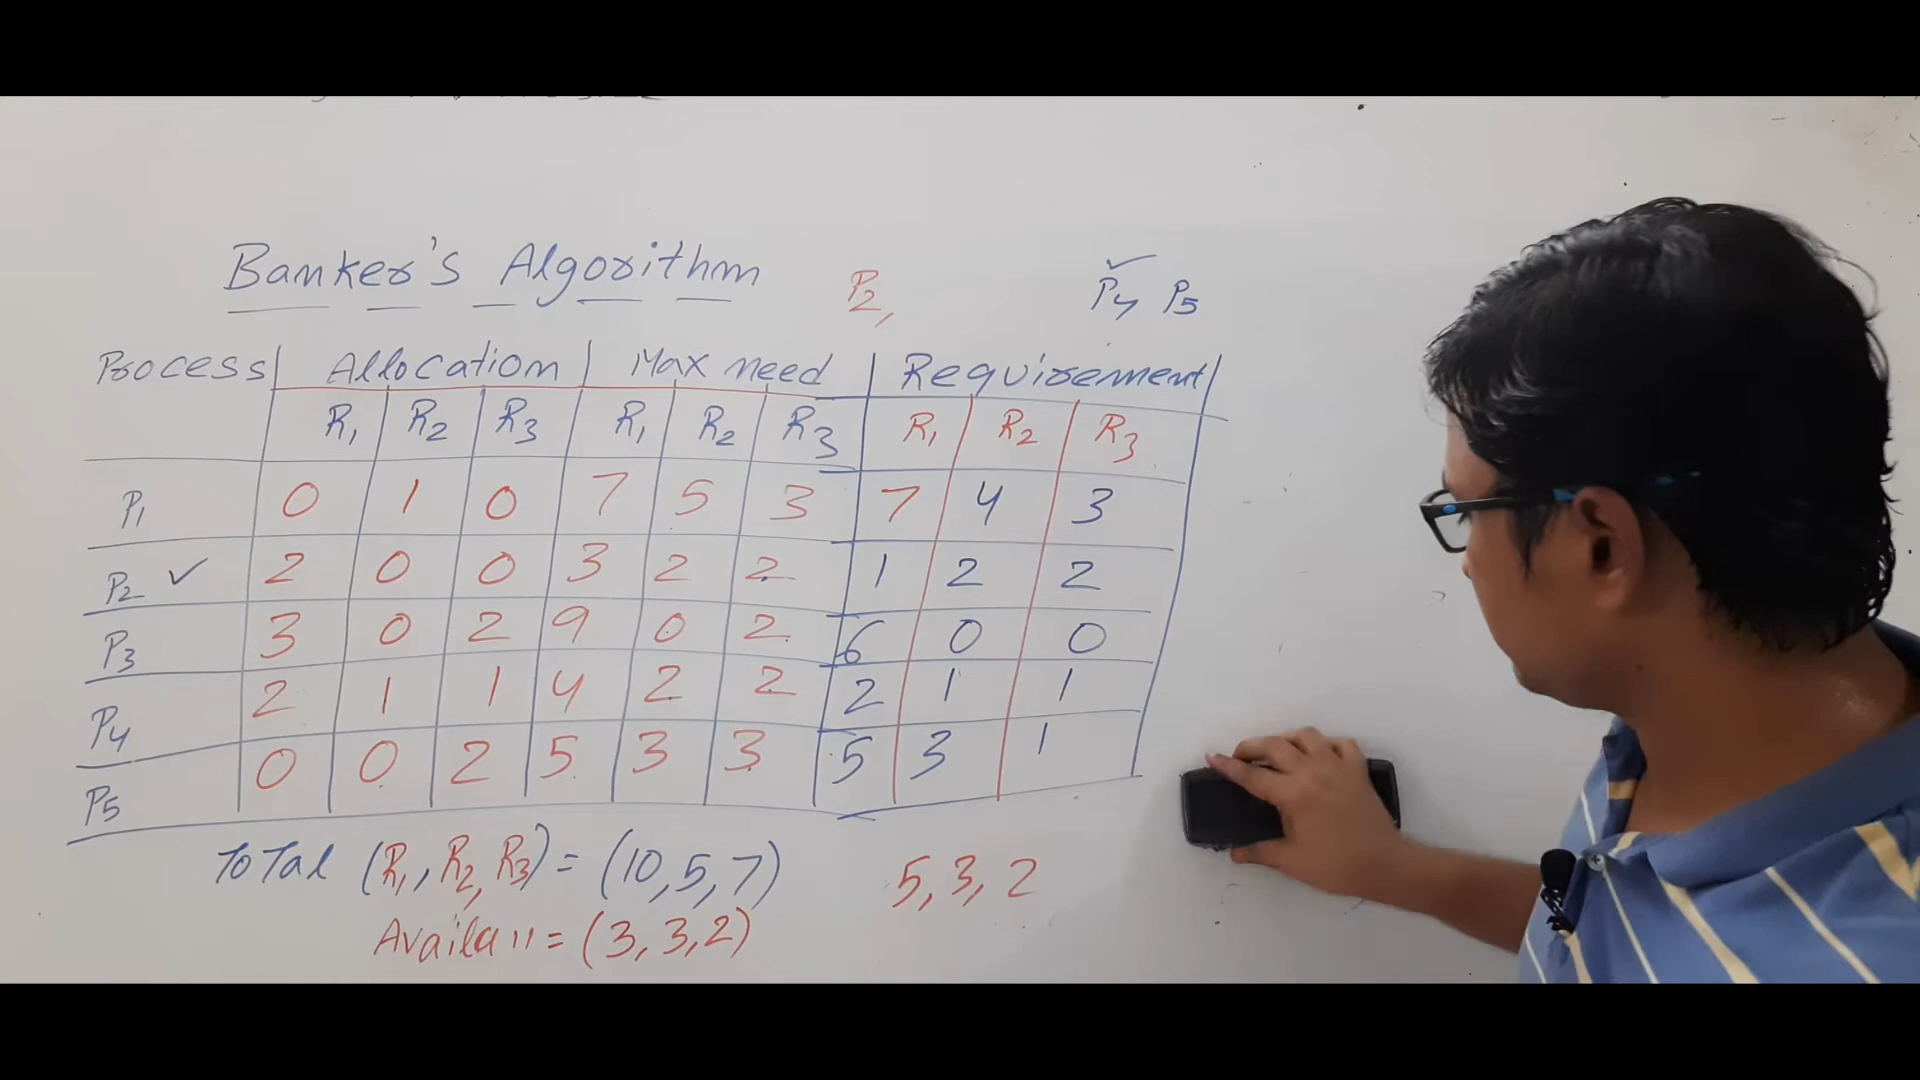 Banker's Algorithm P2, P4 P5
Process Allocation Max need Requirement
R1 R2 R3 R1 R2 R3 R1 R2 R3
P1 0 1 0 7 5 3 7 4 3
P2 ✓ 2 0 0 3 2 2 1 2 2
P3 3 0 2 9 0 2 6 0 0
P4 2 1 1 4 2 2 2 1 1
P5 0 0 2 5 3 3 5 3 1
Total (R1, R2, R3) = (10, 5, 7) 5, 3, 2
= (3, 3, 2)